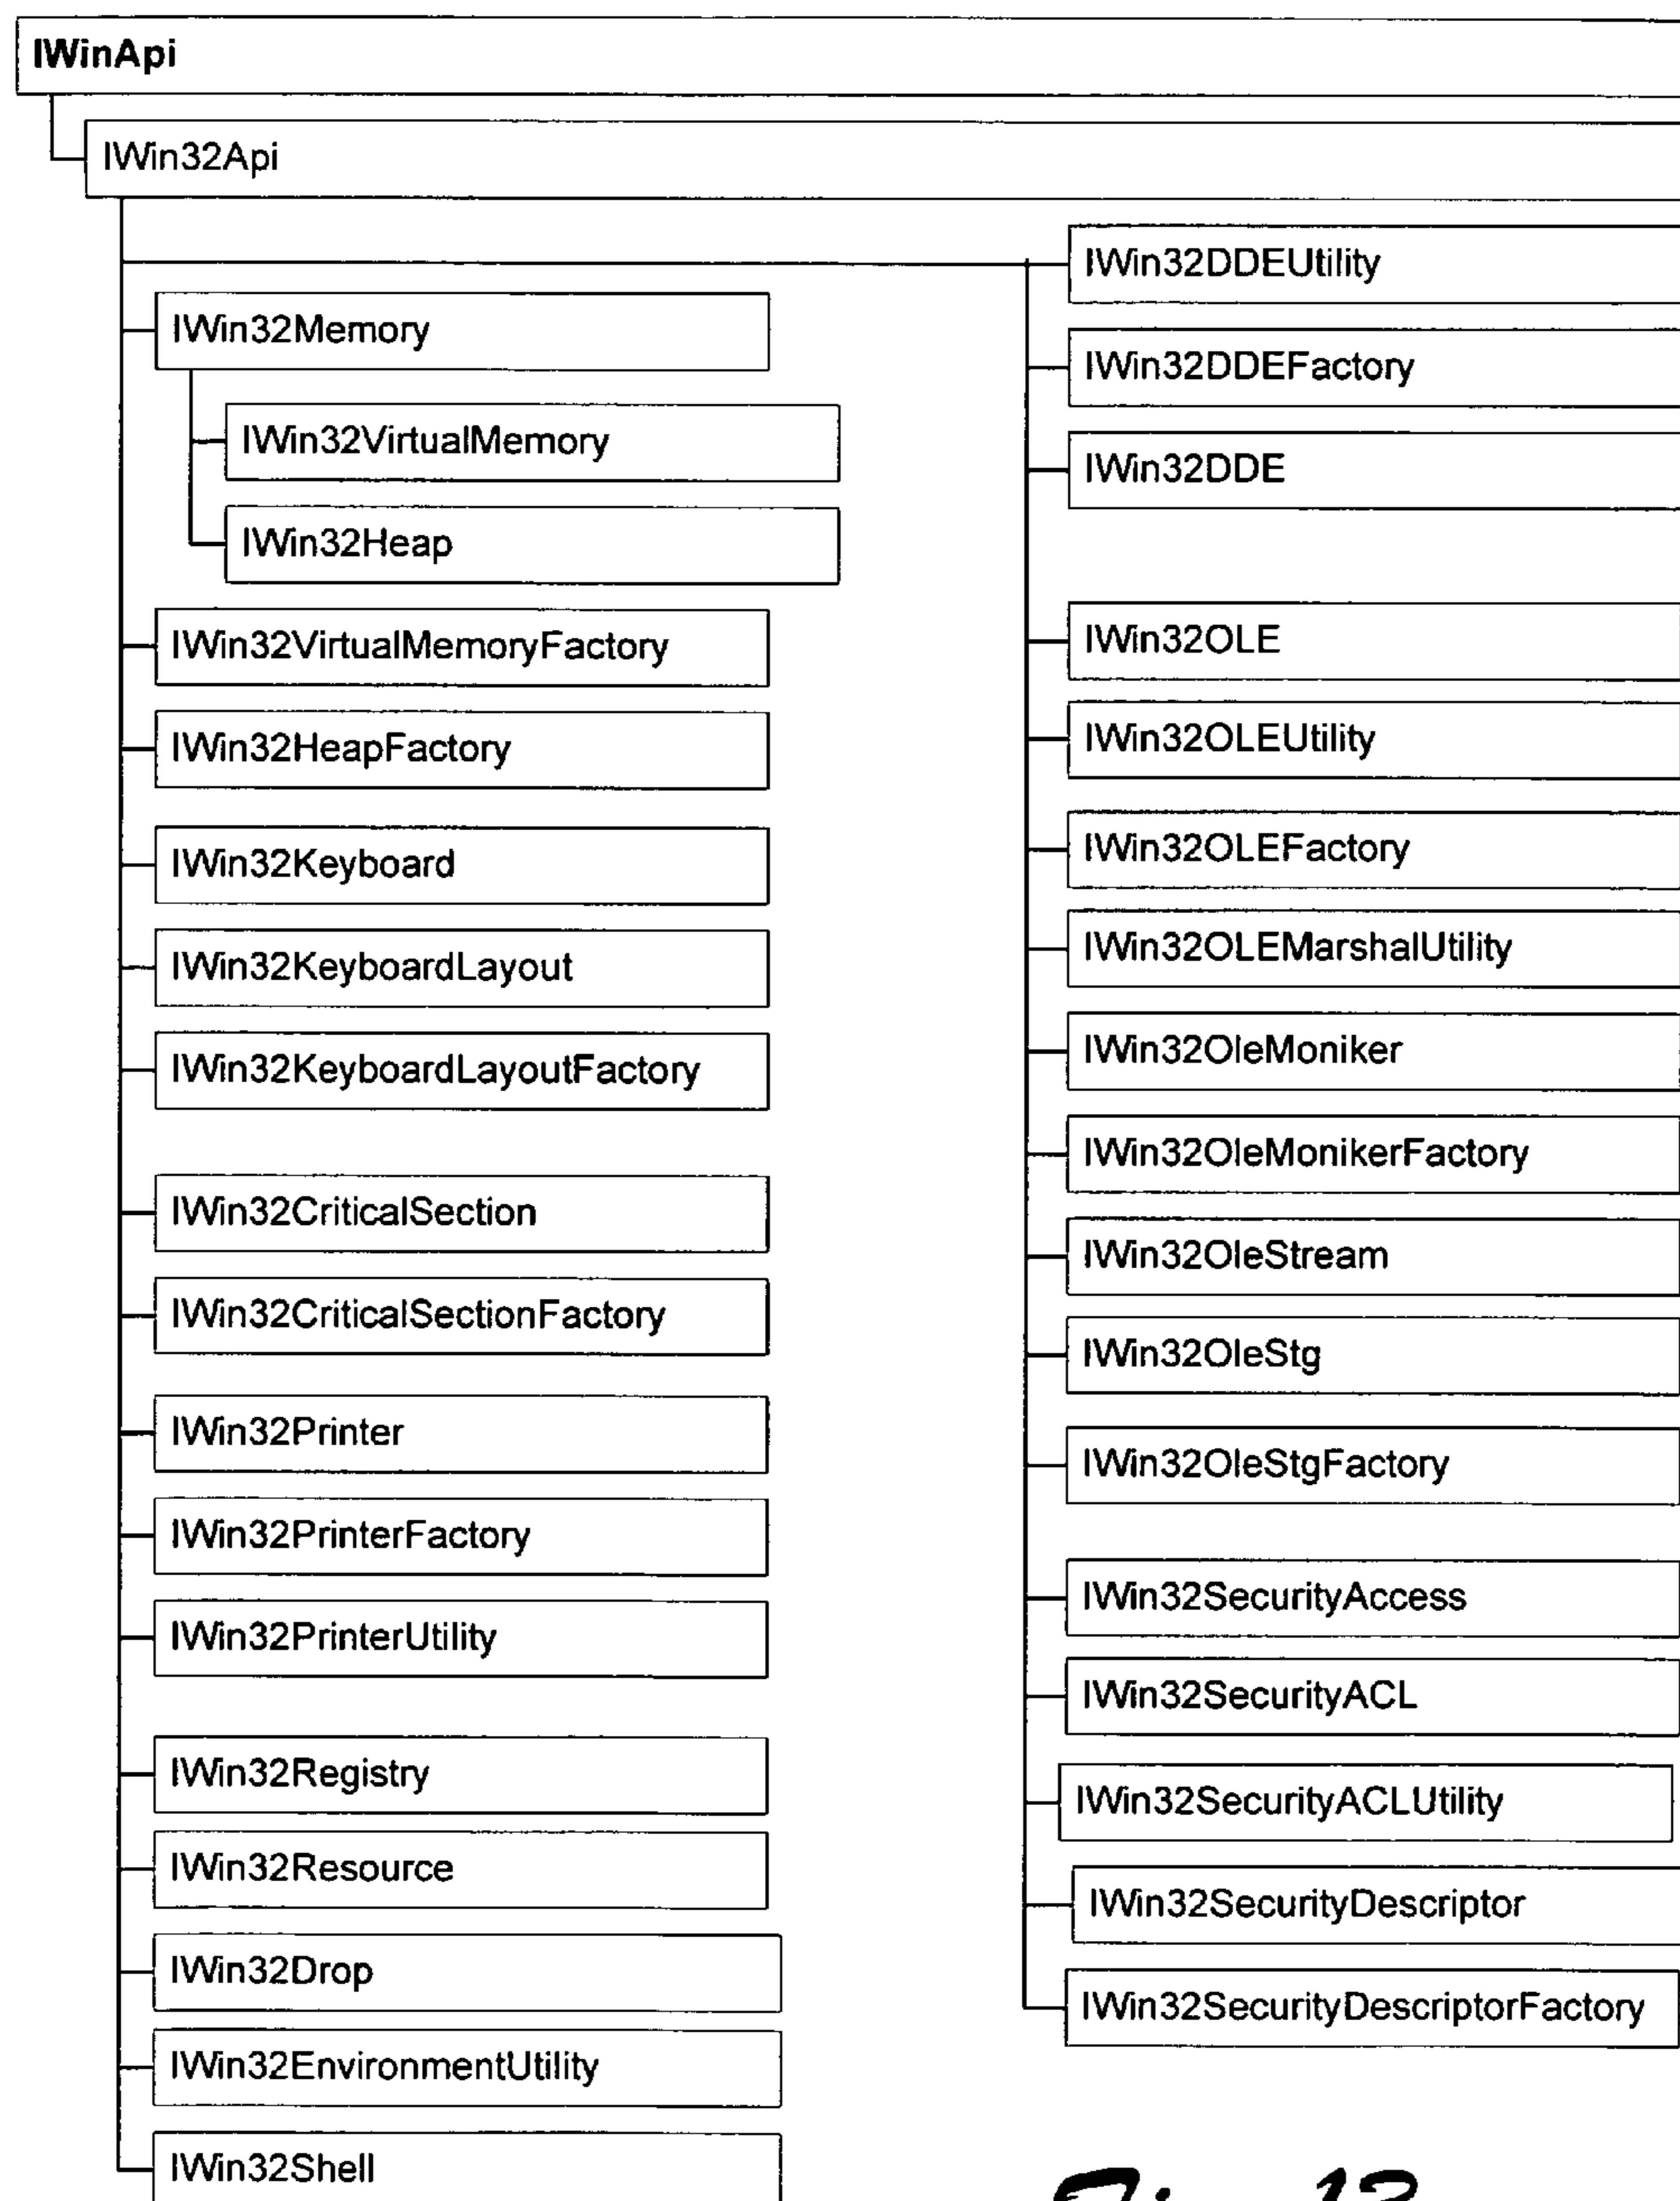 IWinApi
IWin32Api
IWin32Memory
IWin32VirtualMemory
IWin32Heap
IWin32VirtualMemoryFactory
IWin32HeapFactory
IWin32Keyboard
IWin32KeyboardLayout
IWin32KeyboardLayoutFactory
IWin32CriticalSection
IWin32CriticalSectionFactory
IWin32Printer
IWin32PrinterFactory
IWin32PrinterUtility
IWin32Registry
IWin32Resource
IWin32Drop
IWin32EnvironmentUtility
IWin32Shell
IWin32DDEUtility
IWin32DDEFactory
IWin32DDE
IWin32OLE
IWin32OLEUtility
IWin32OLEFactory
IWin32OLEMarshalUtility
IWin32OleMoniker
IWin32OleMonikerFactory
IWin32OleStream
IWin32OleStg
IWin32OleStgFactory
IWin32SecurityAccess
IWin32SecurityACL
IWin32SecurityACLUtility
IWin32SecurityDescriptor
IWin32SecurityDescriptorFactory